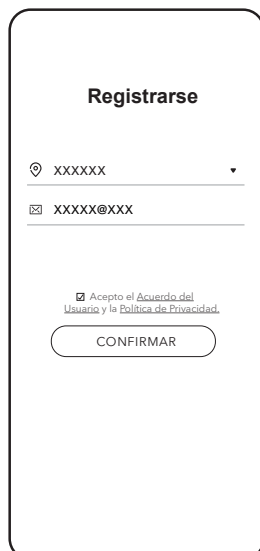 Registrarse
XXXXXX
XXXXX@XXX
Acepto el Acuerdo del
Usuario y la Política de Privacidad.
CONFIRMAR